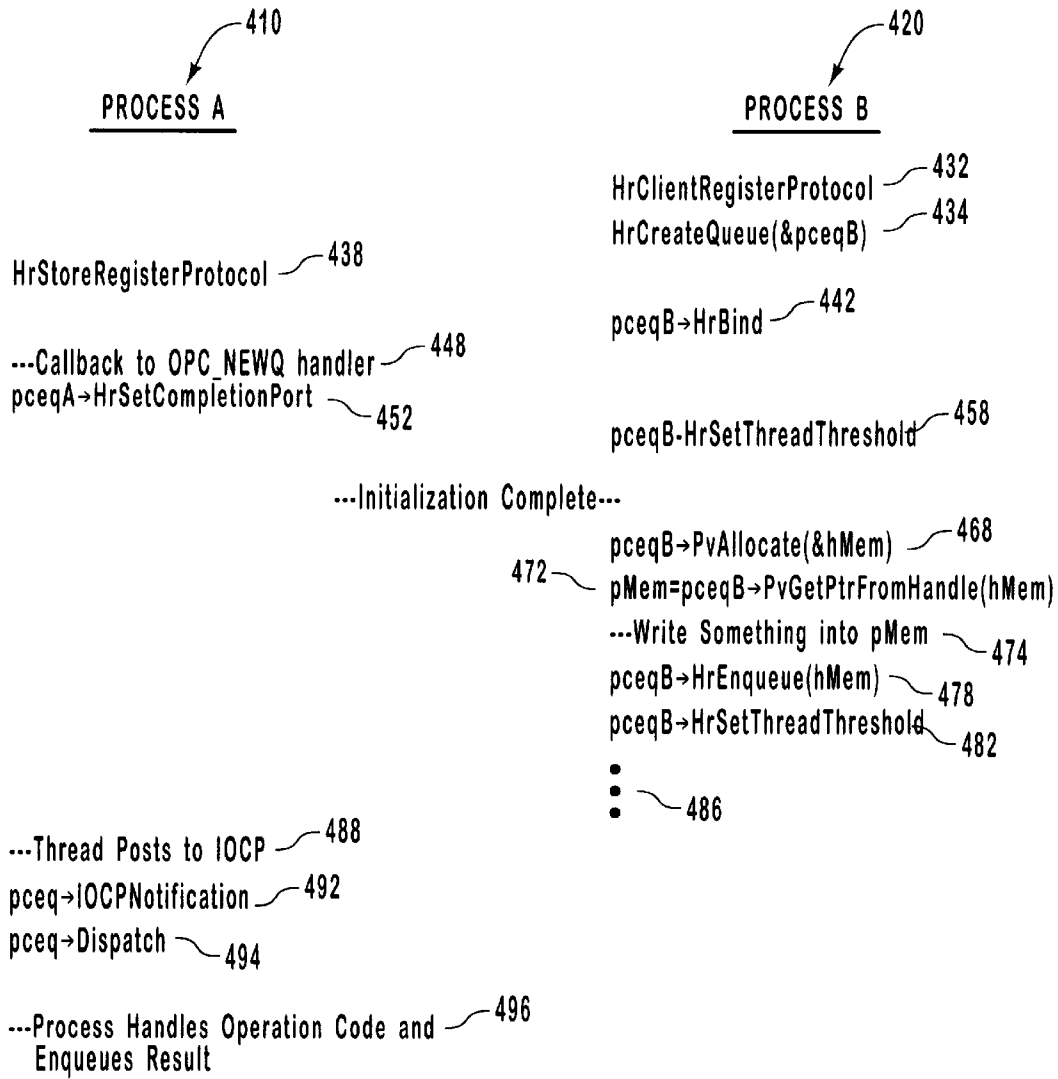 410
420
PROCESS A
PROCESS B
HrClientRegisterProtocol 432
HrCreateQueue(&pceqB) 434
HrStoreRegisterProtocol 438
pceqB→HrBind 442
---Callback to OPC_NEWQ handler 448
pceqA→HrSetCompletionPort 452
pceqB-HrSetThreadThreshold 458
---Initialization Complete---
pceqB→PvAllocate(&hMem) 468
472 pMem=pceqB→PvGetPtrFromHandle(hMem)
---Write Something into pMem 474
pceqB→HrEnqueue(hMem) 478
pceqB→HrSetThreadThreshold 482
486
---Thread Posts to IOCP 488
pceq→IOCPNotification 492
pceq→Dispatch 494
---Process Handles Operation Code and 496
Enqueues Result